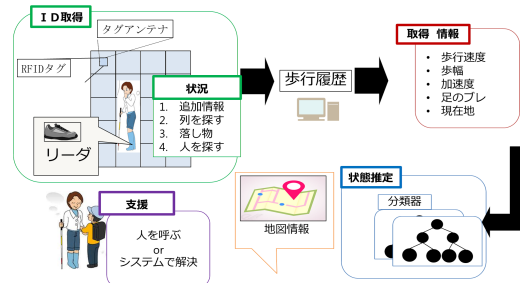 ＩＤ取得
タグアンテナ
RFIDタグ
リーダ
状況
1. 追加情報
2. 列を探す
3. 落し物
4. 人を探す
歩行履歴
取得 情報
• 歩行速度
• 歩幅
• 加速度
• 足のブレ
• 現在地
状態推定
分類器
地図情報
支援
人を呼ぶ
or
システムで解決